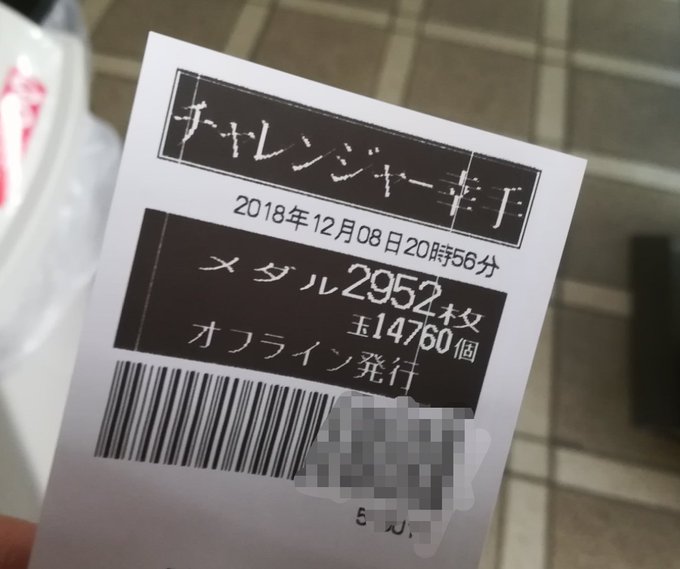 チャレンジャー幸手
2018年12月08日20時56分
メダル2952枚
玉14760個
オフライン発行